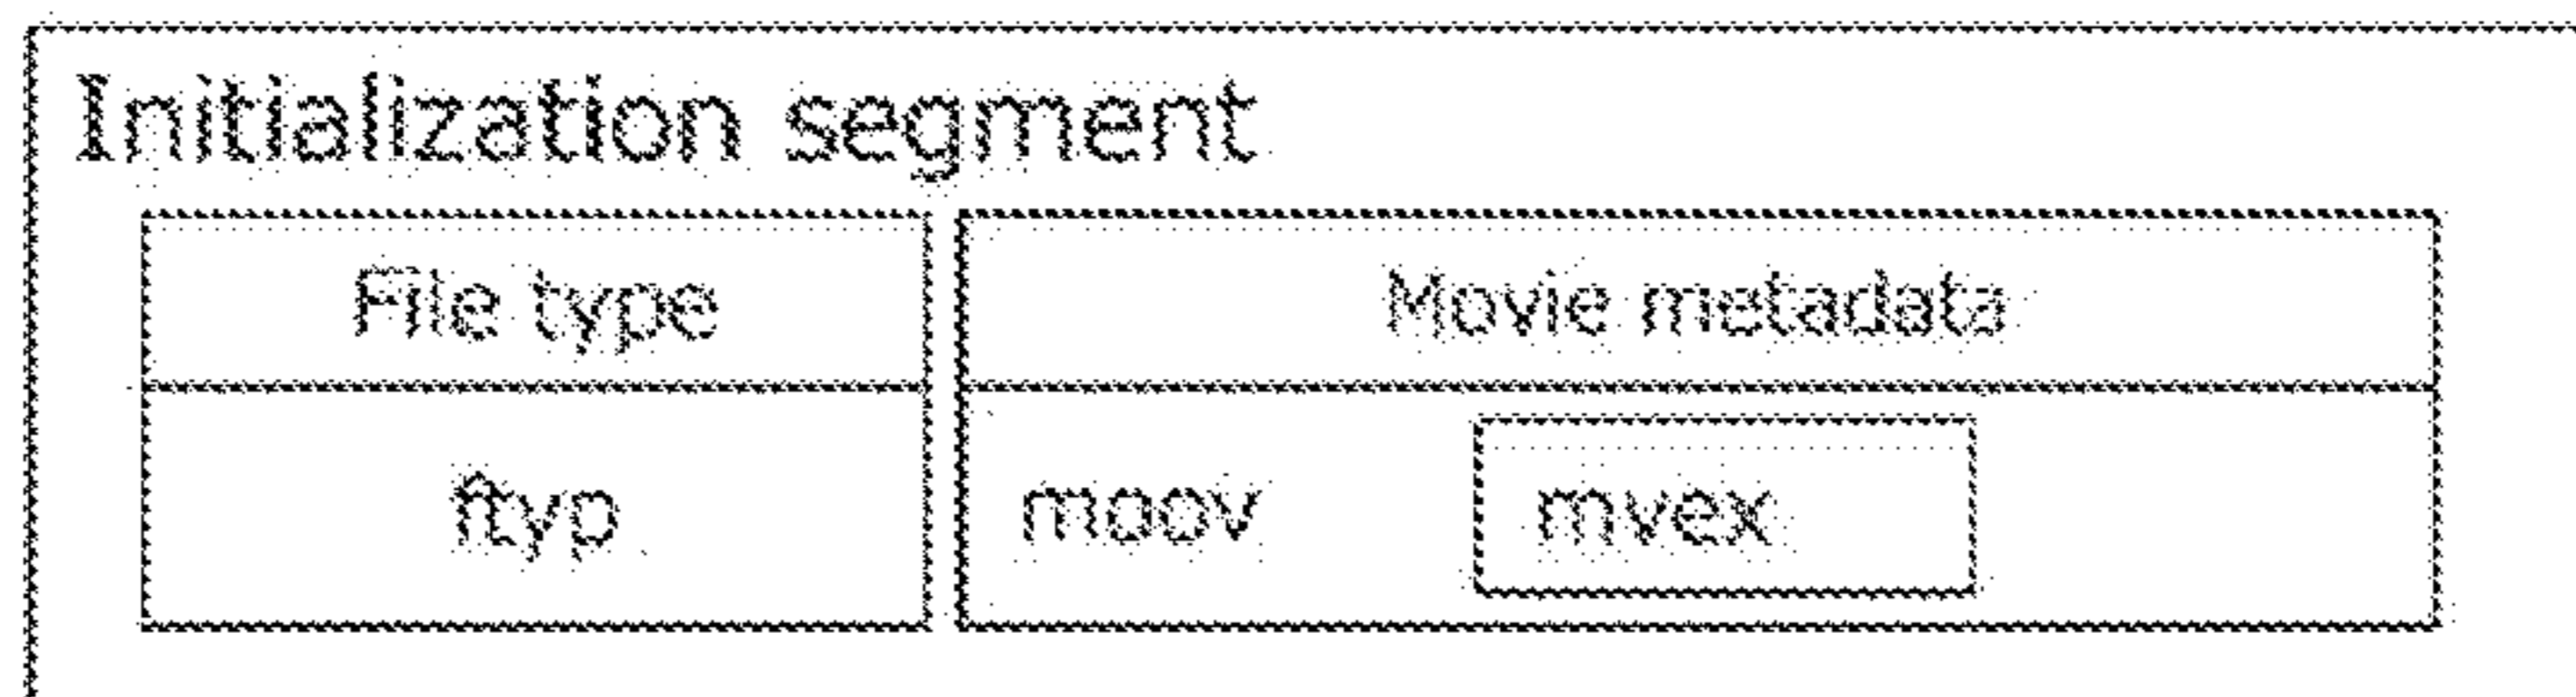 Initialization segment
File type Movie metadata
ftyp moov mvex